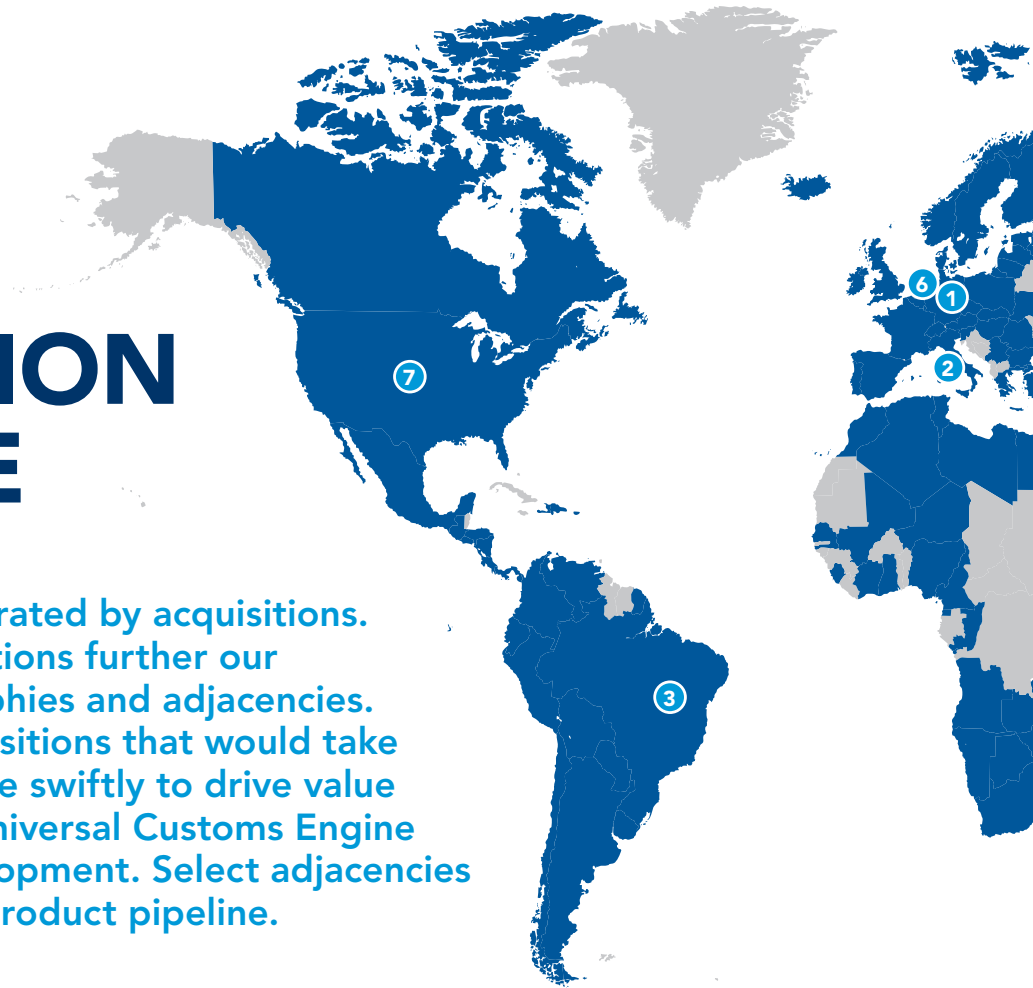 ION
E
rated by acquisitions.
tions further our
phies and adjacencies.
sitions that would take
e swiftly to drive value
niversal Customs Engine
opment. Select adjacencies
roduct pipeline.
6
1
7
2
3